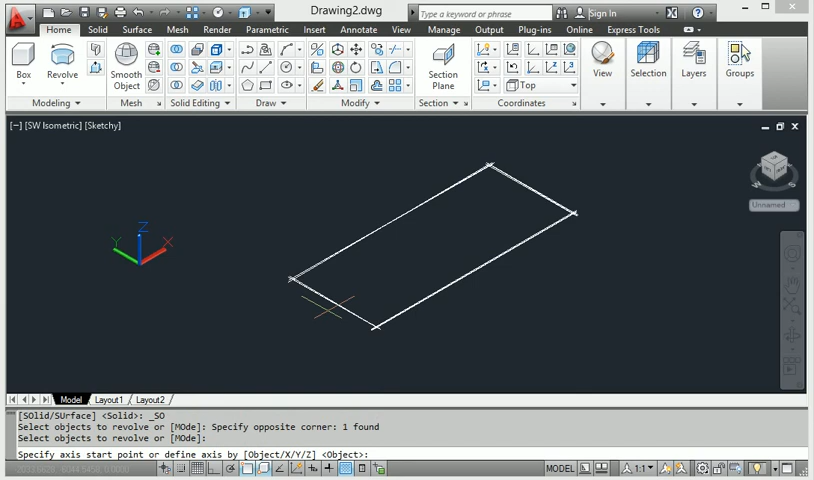 Drawing2.dwg
Type a keyword or phrase
Sign In
Home Solid Surface Mesh Render Parametric Insert Annotate View Manage Output Plug-ins Online Express Tools
Box
Revolve
Smooth
Object
Section
Plane
Top
View
Selection
Layers
Groups
Modeling Mesh Solid Editing Draw Modify Section Coordinates
[−] [SW Isometric] [Sketchy]
Unnamed
Z
Y
X
Model Layout1 Layout2
[SOlid/SUrface] <Solid>: _SO
Select objects to revolve or [MOde]: Specify opposite corner: 1 found
Select objects to revolve or [MOde]:
Specify axis start point or define axis by [Object/X/Y/Z] <Object>:
MODEL 1:1